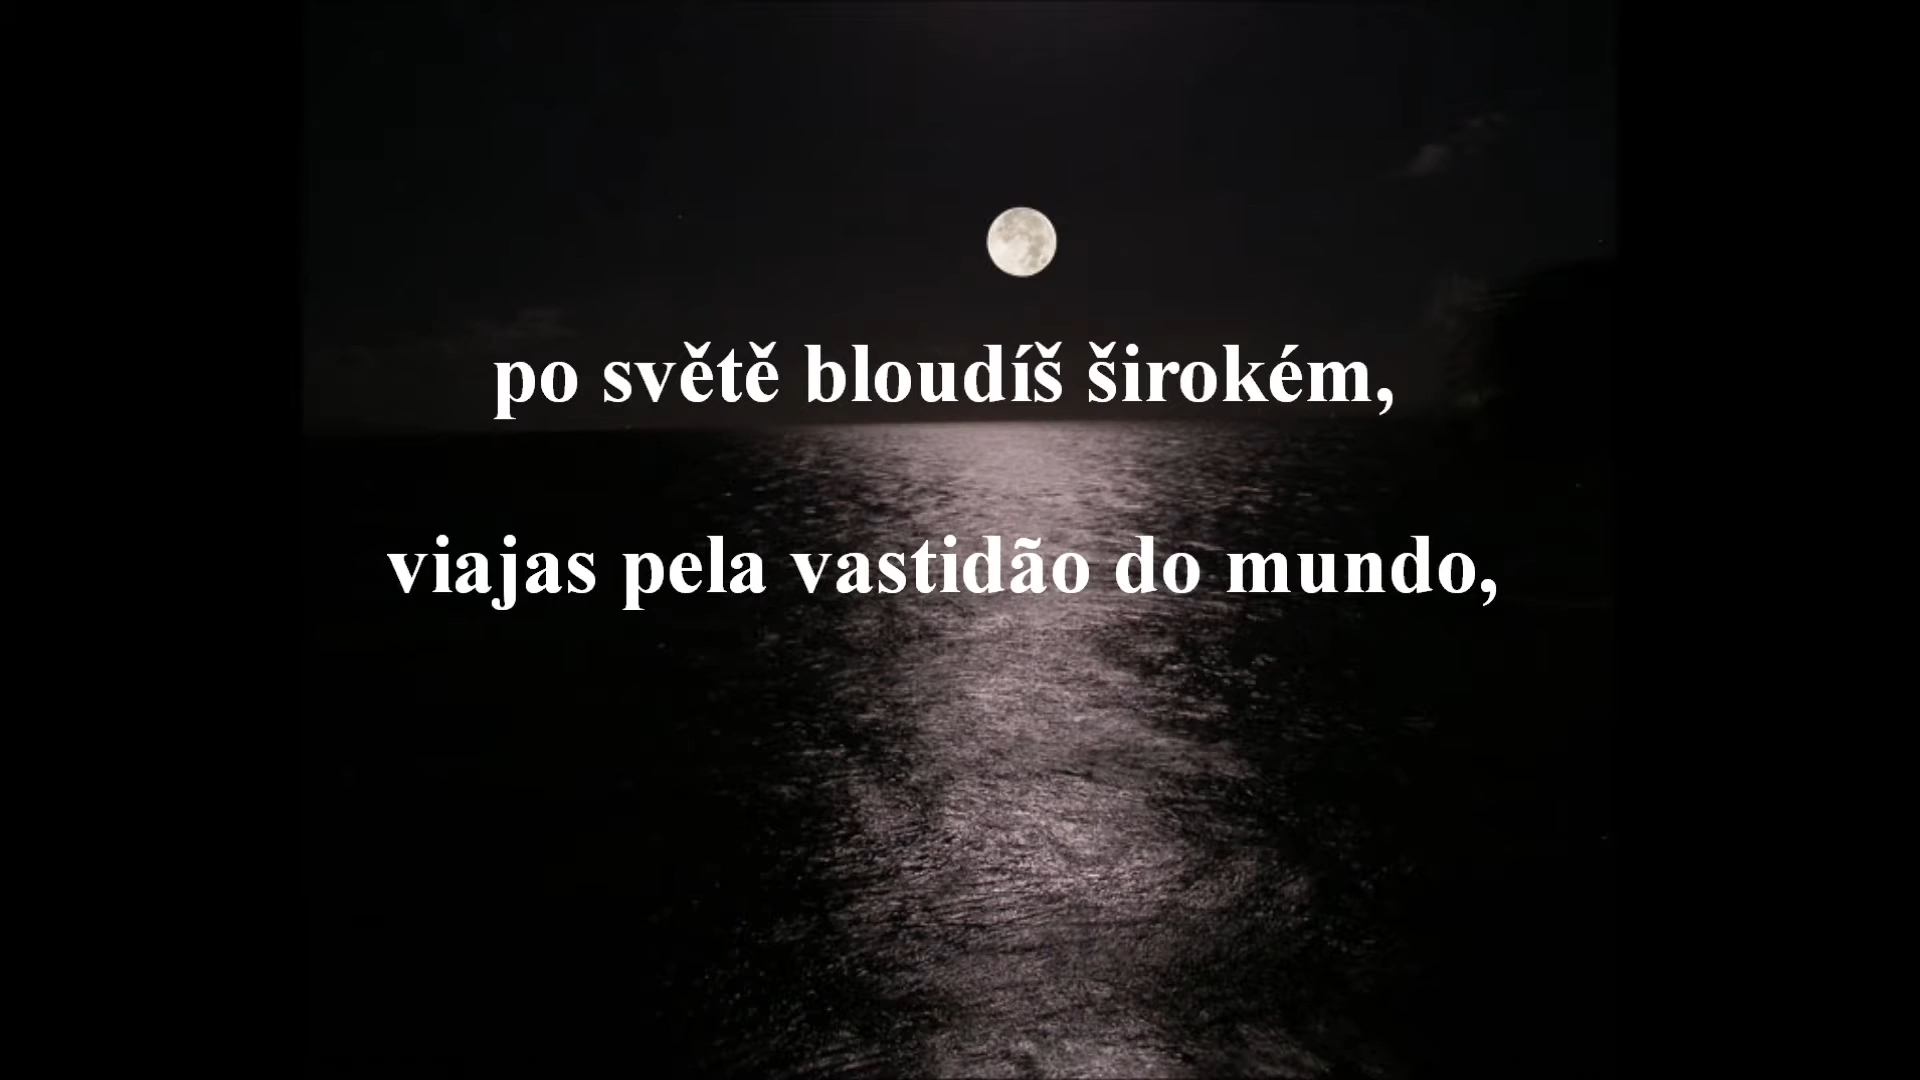 po světě bloudíš širokém,
viajas pela vastidão do mundo,